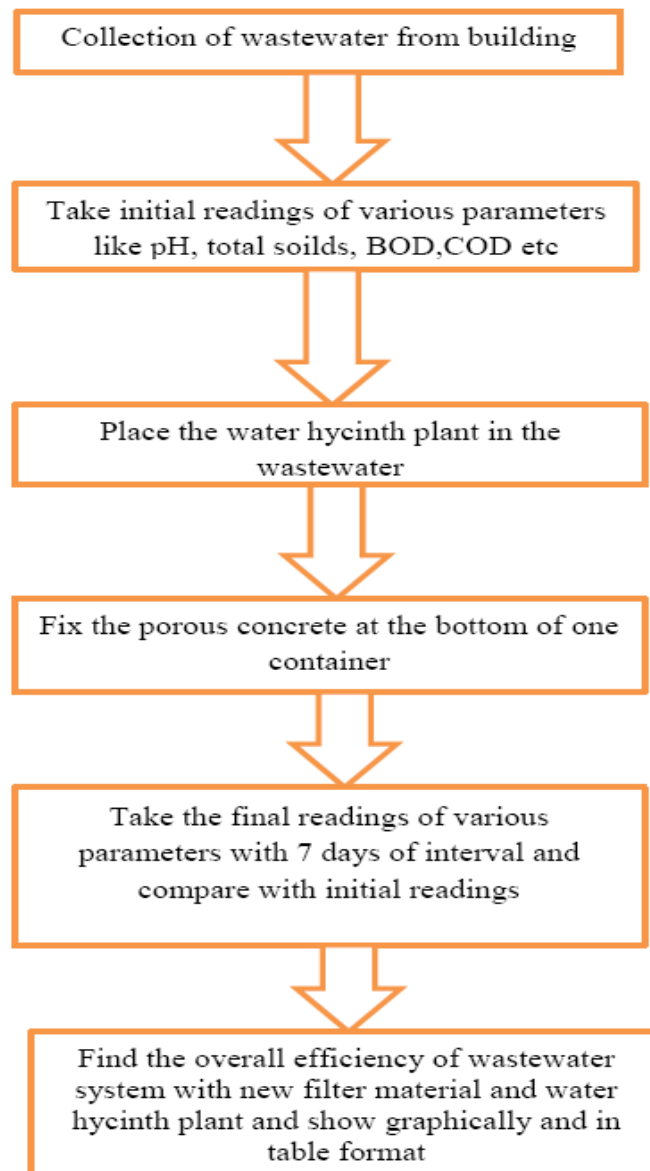 Collection of wastewater from building
Take initial readings of various parameters
like pH, total soilds, BOD,COD etc
Place the water hycinth plant in the
wastewater
Fix the porous concrete at the bottom of one
container
Take the final readings of various
parameters with 7 days of interval and
compare with initial readings
Find the overall efficiency of wastewater
system with new filter material and water
hycinth plant and show graphically and in
table format